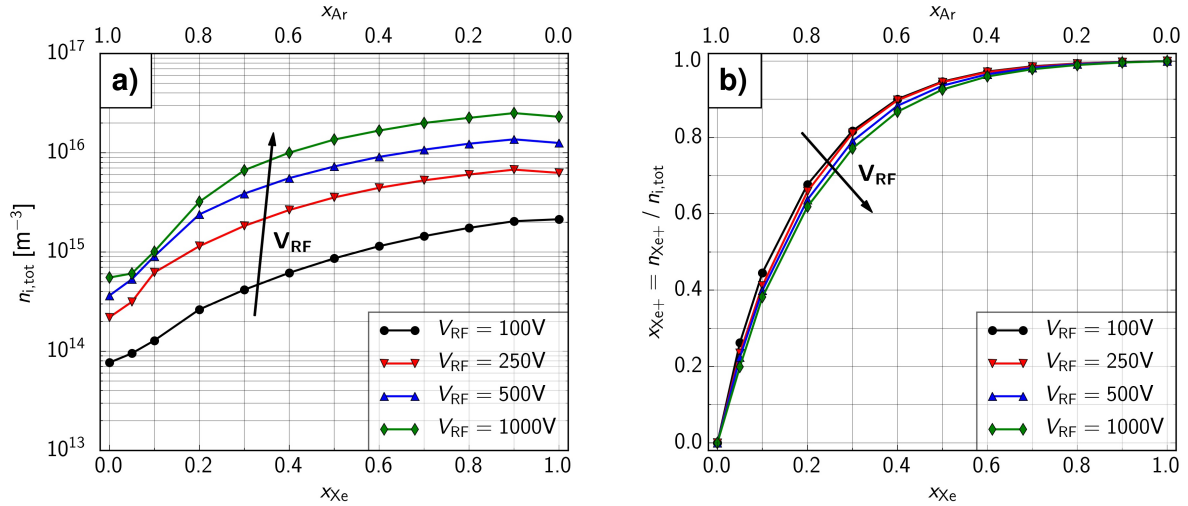 x_Ar
1.0 0.8 0.6 0.4 0.2 0.0
a)
10^17
10^16
10^15
10^14
10^13
n_i,tot [m^−3]
V_RF
V_RF = 100V
V_RF = 250V
V_RF = 500V
V_RF = 1000V
0.0 0.2 0.4 0.6 0.8 1.0
x_Xe
x_Ar
1.0 0.8 0.6 0.4 0.2 0.0
b)
1.0
0.8
0.6
0.4
0.2
0.0
x_Xe+ = n_Xe+ / n_i,tot
V_RF
V_RF = 100V
V_RF = 250V
V_RF = 500V
V_RF = 1000V
0.0 0.2 0.4 0.6 0.8 1.0
x_Xe